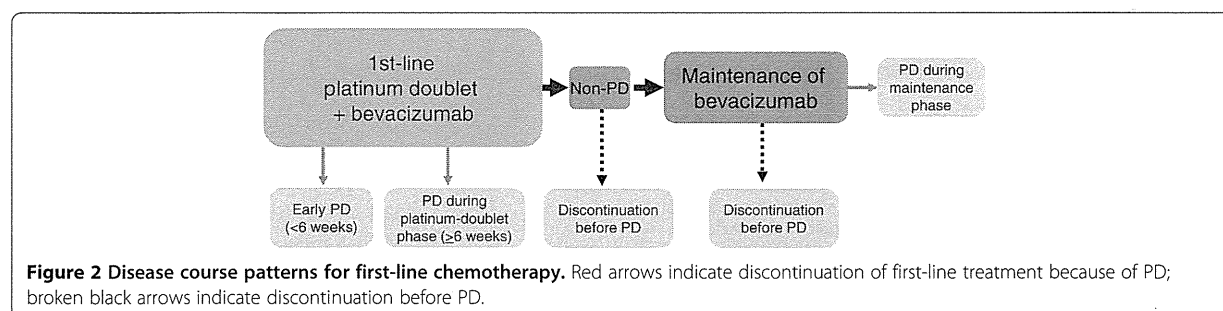 1st-line
platinum doublet
+ bevacizumab
Non-PD
Maintenance of
bevacizumab
PD during
maintenance
phase
Early PD
(<6 weeks)
PD during
platinum-doublet
phase (≥6 weeks)
Discontinuation
before PD
Discontinuation
before PD
Figure 2 Disease course patterns for first-line chemotherapy. Red arrows indicate discontinuation of first-line treatment because of PD;
broken black arrows indicate discontinuation before PD.